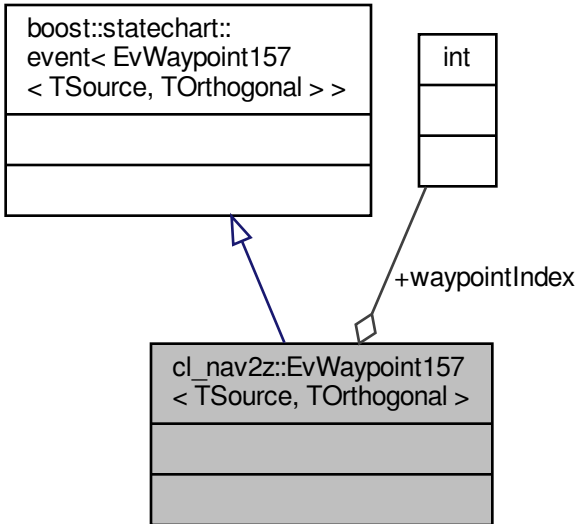 boost::statechart::
event< EvWaypoint157
< TSource, TOrthogonal > >
int
+waypointIndex
cl_nav2z::EvWaypoint157
< TSource, TOrthogonal >